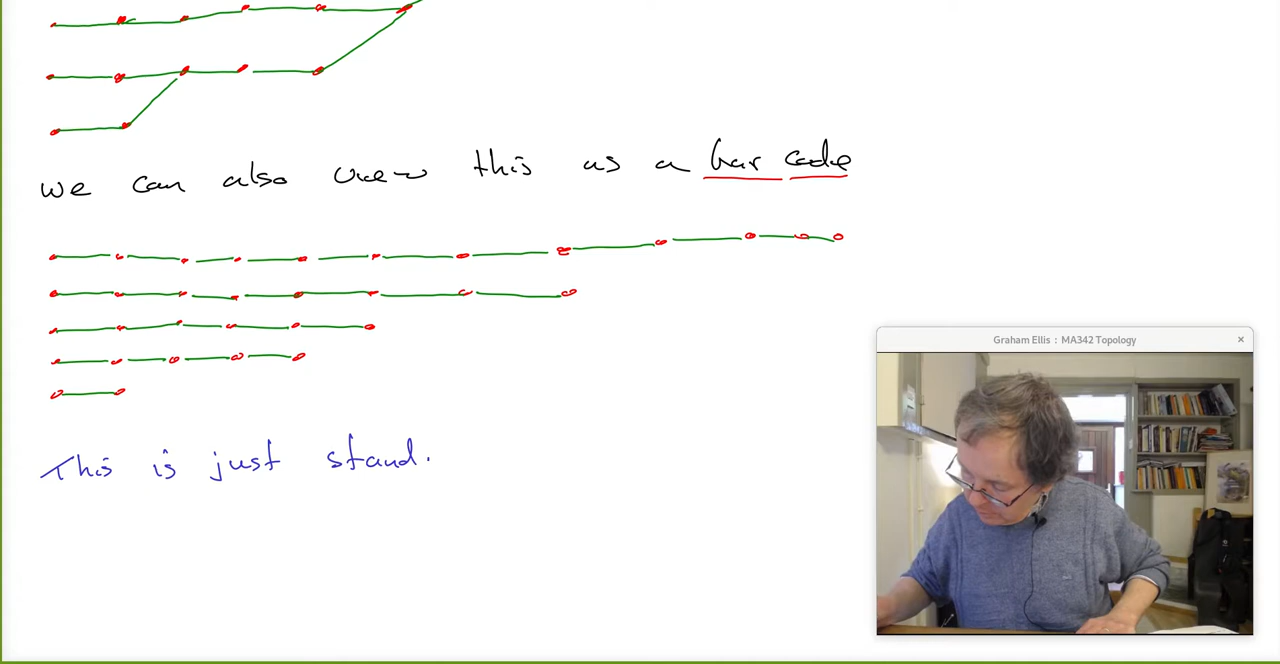 we can also view this as a bar code
Graham Ellis : MA342 Topology
This is just stand.